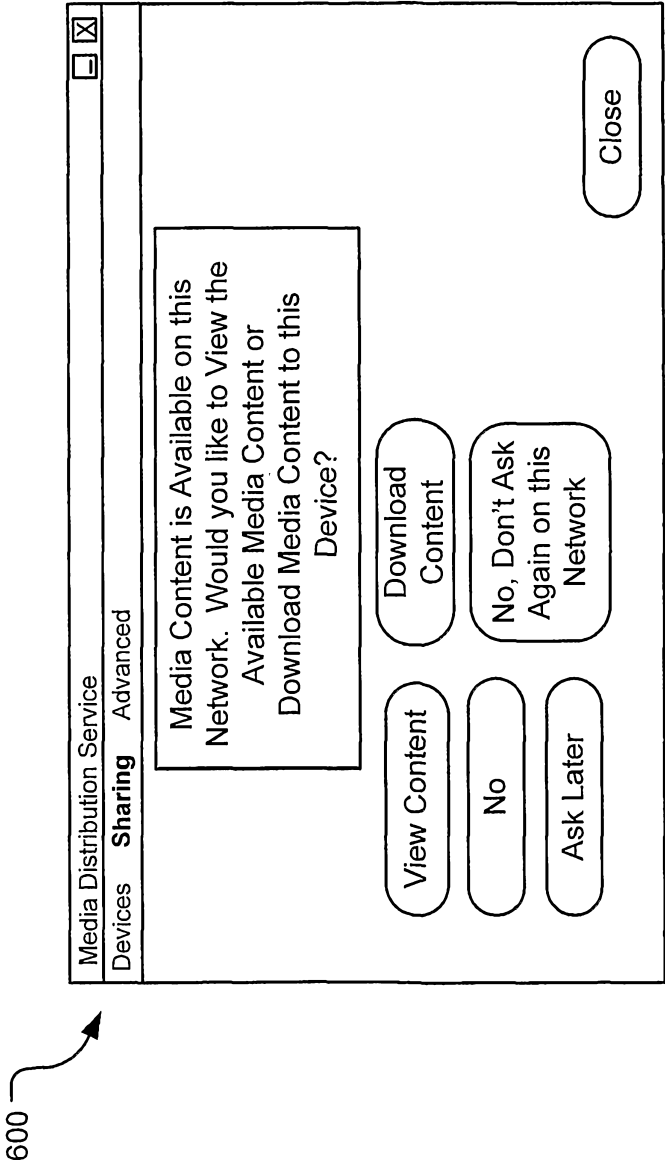 600
Media Distribution Service
Devices Sharing Advanced
Media Content is Available on this
Network. Would you like to View the
Available Media Content or
Download Media Content to this
Device?
View Content
Download
Content
No
No, Don't Ask
Again on this
Network
Ask Later
Close